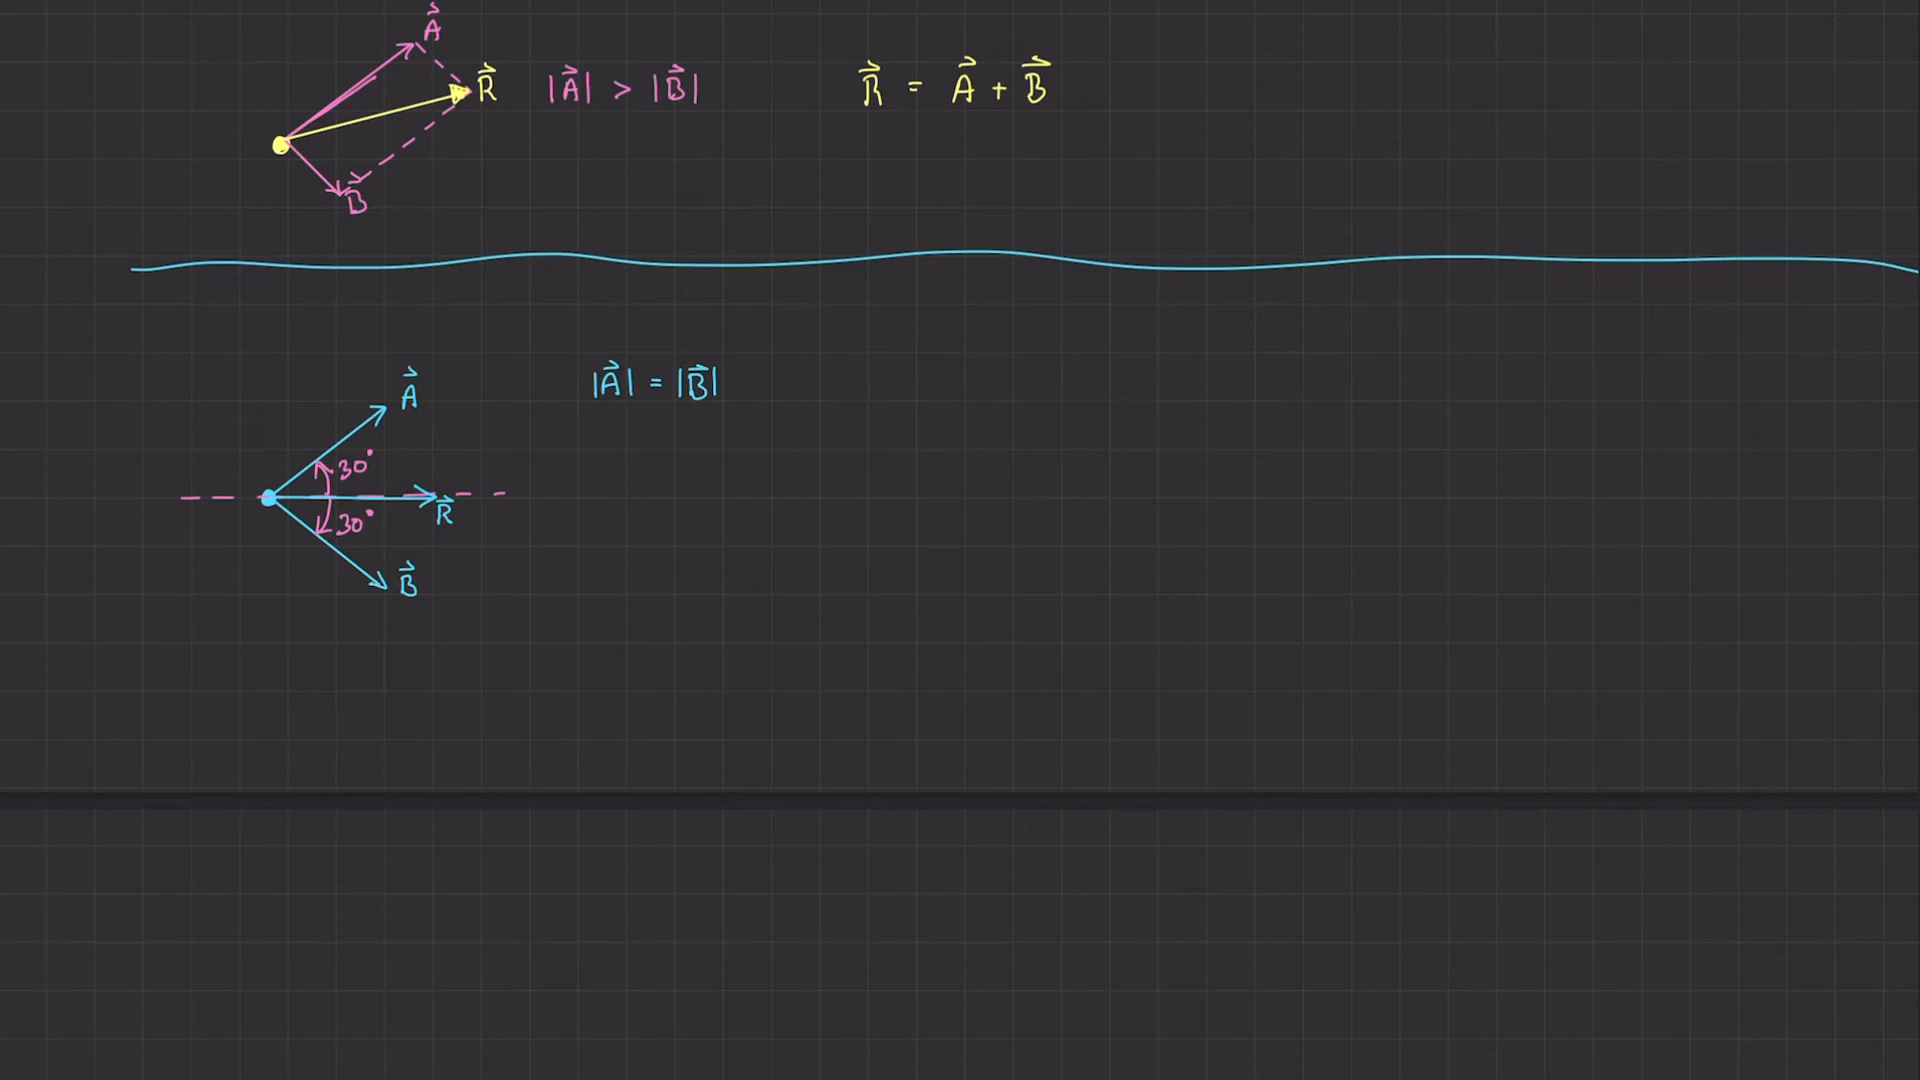 A⃗
R⃗ |A⃗| > |B⃗| R⃗ = A⃗ + B⃗
B⃗
A⃗ |A⃗| = |B⃗|
30°
R⃗
30°
B⃗